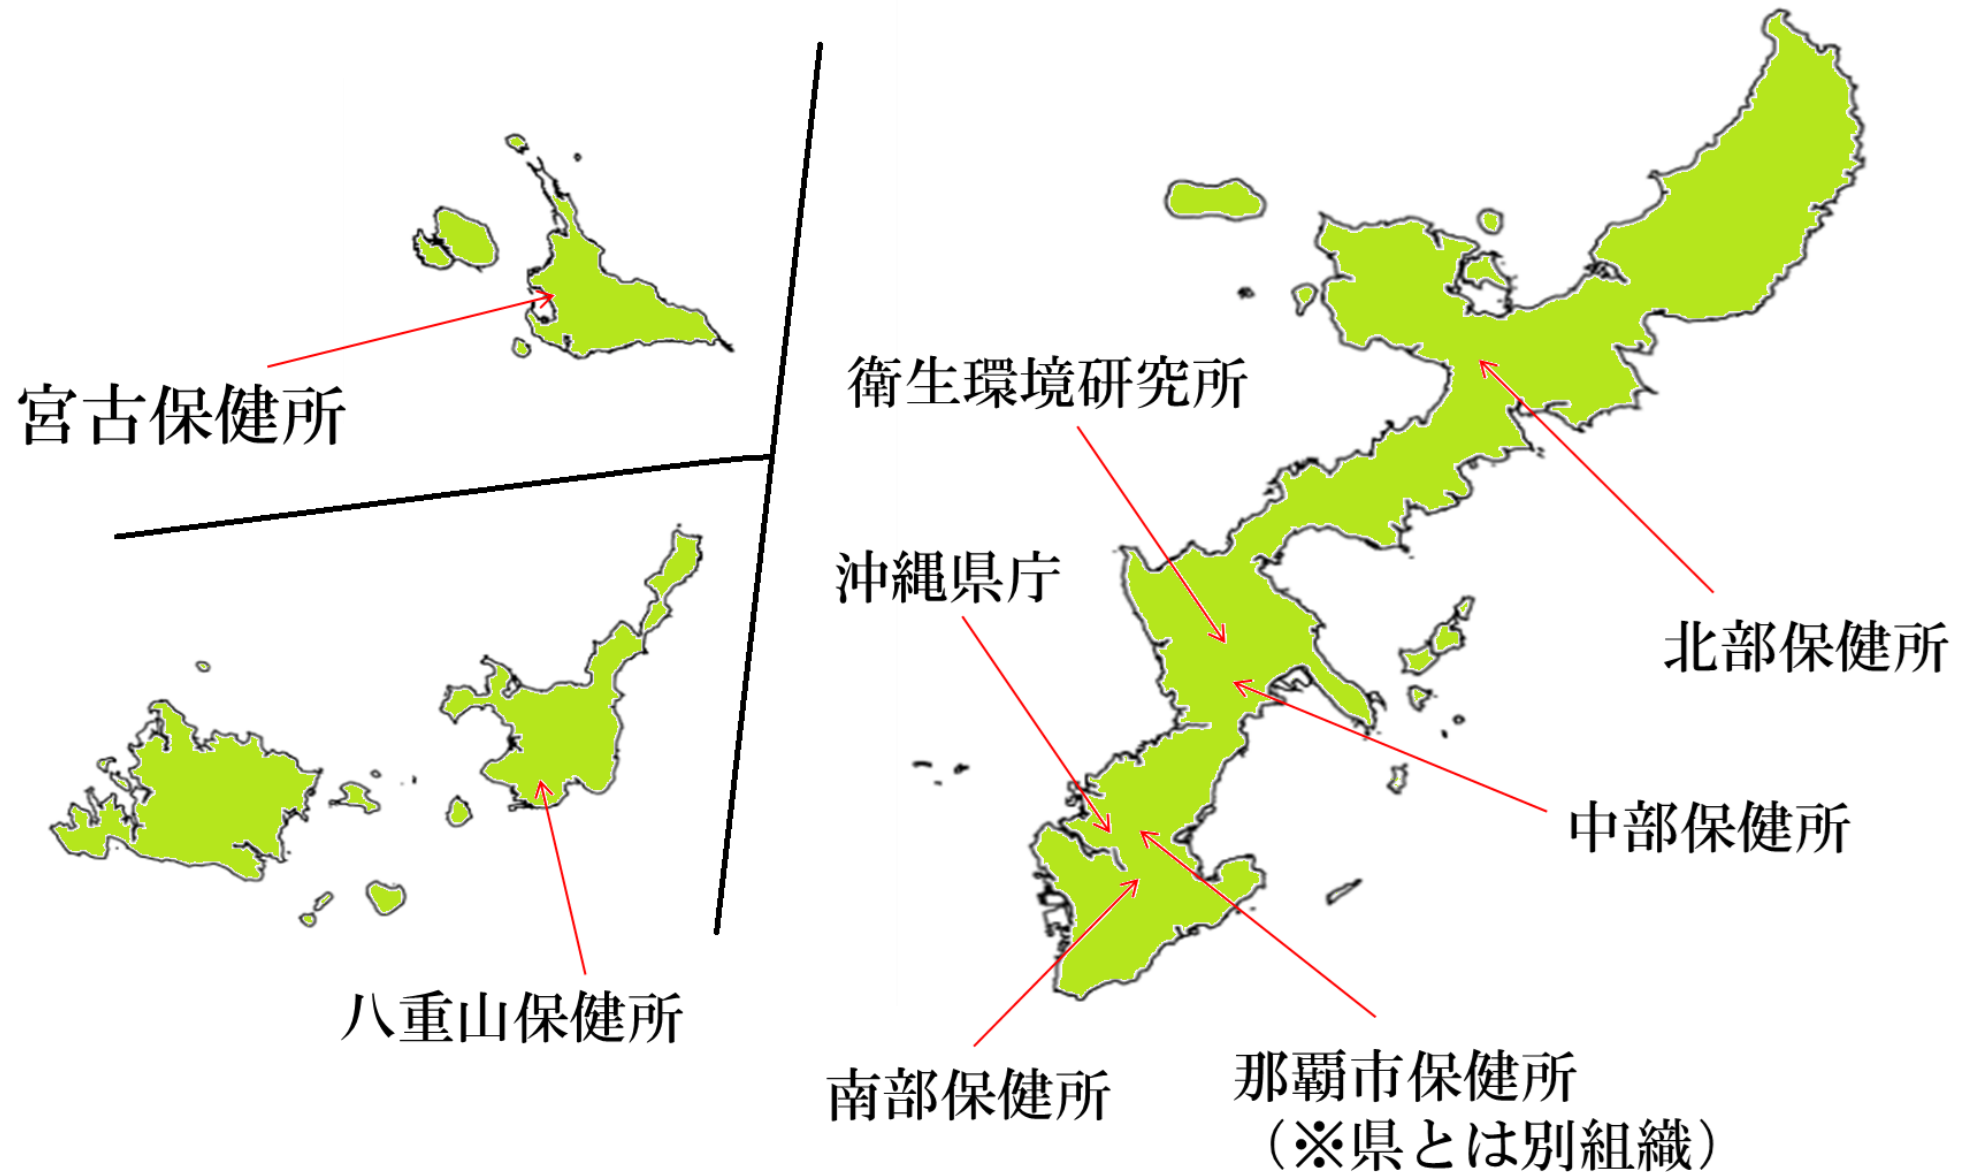 宮古保健所
衛生環境研究所
沖縄県庁
北部保健所
中部保健所
八重山保健所
南部保健所
那覇市保健所
（※県とは別組織）